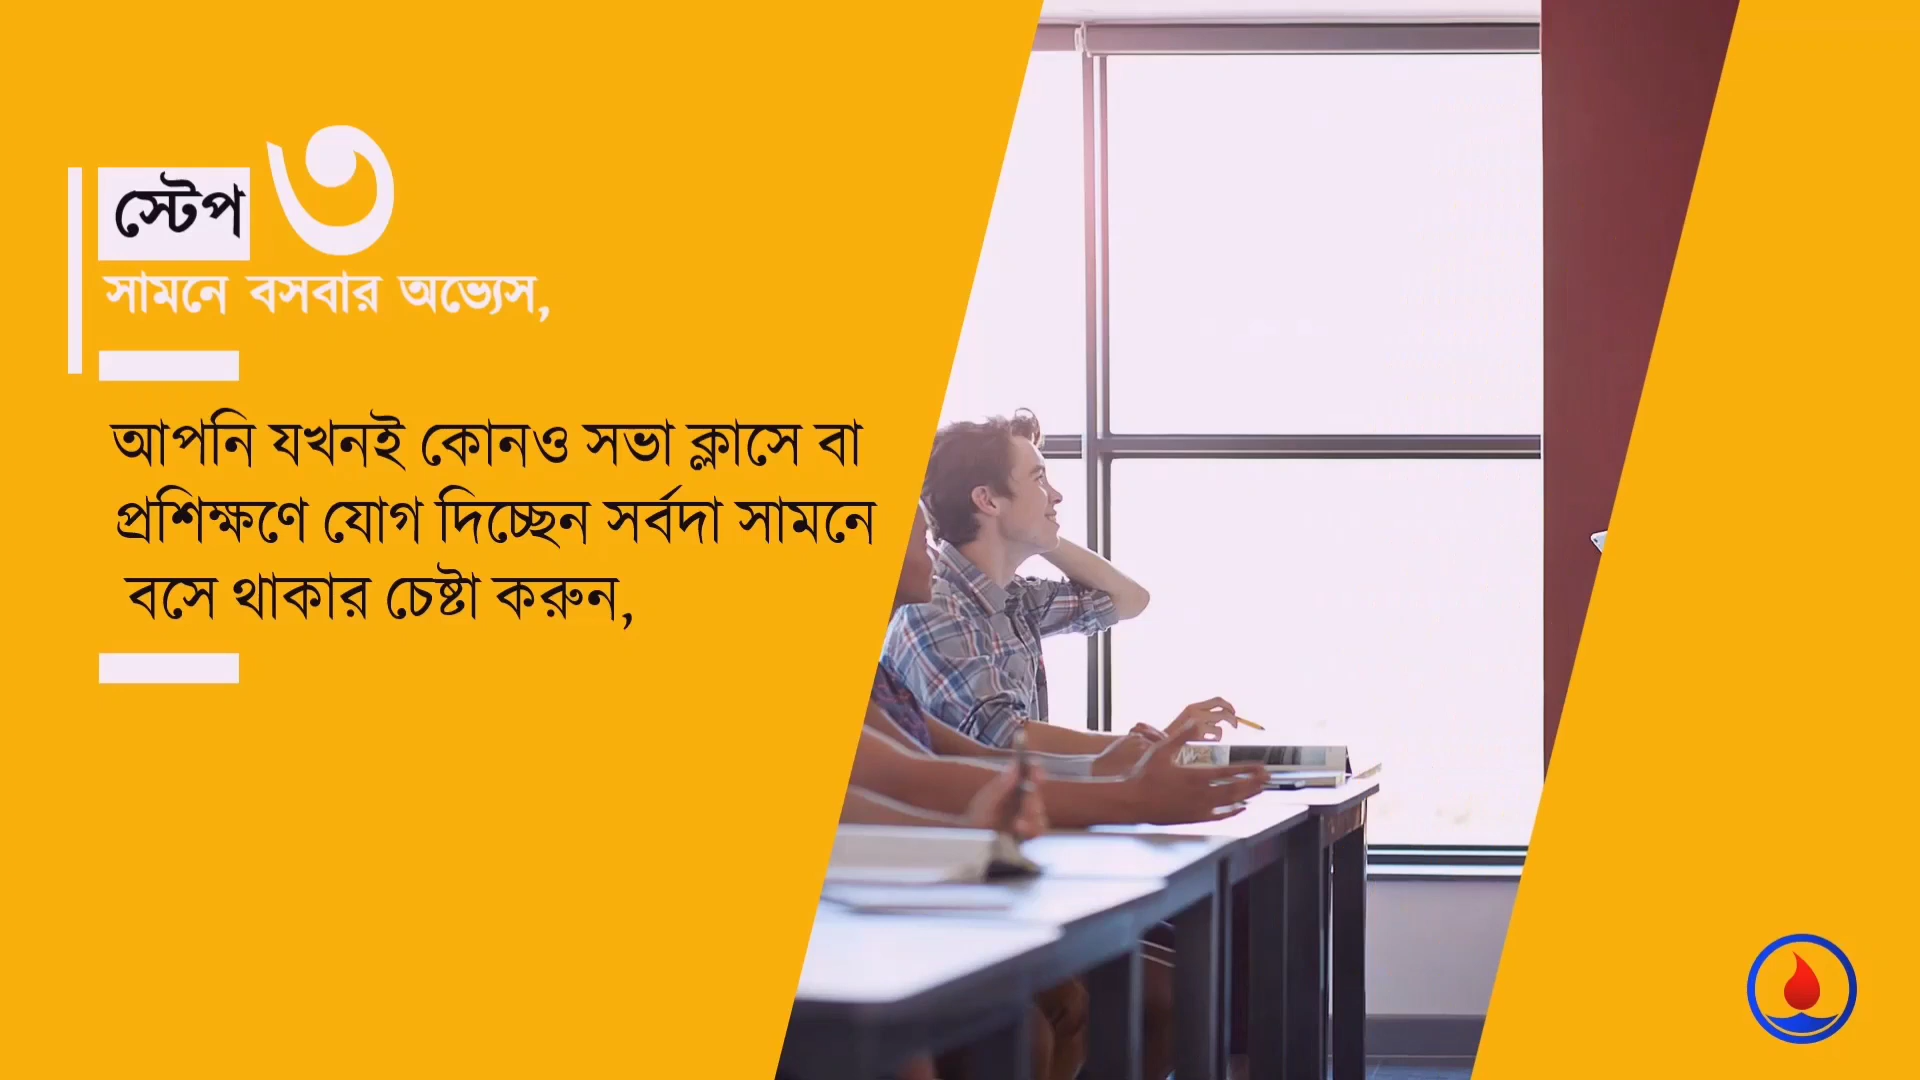 স্টেপ ৩
সামনে বসবার অভ্যেস,
আপনি যখনই কোনও সভা ক্লাসে বা
প্রশিক্ষণে যোগ দিচ্ছেন সর্বদা সামনে
বসে থাকার চেষ্টা করুন,